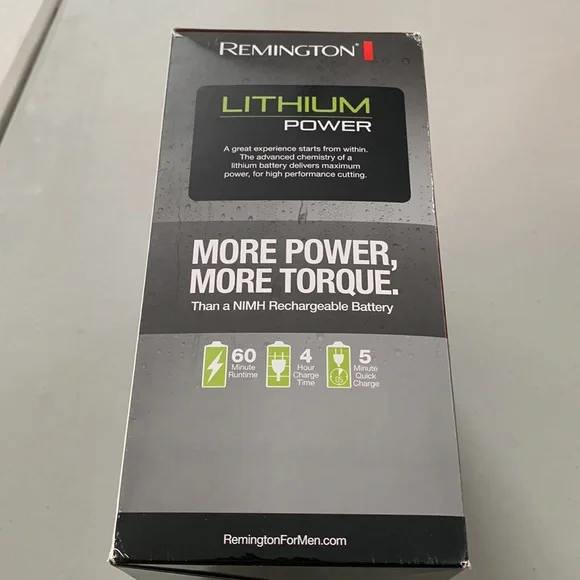 REMINGTON®
LITHIUM
POWER
A great experience starts from within.
The advanced chemistry of a
lithium battery delivers maximum
power, for high performance cutting.
MORE POWER,
MORE TORQUE.
Than a NIMH Rechargeable Battery
60
Minute
Runtime
4
Hour
Charge
Time
5
Minute
Quick
Charge
RemingtonForMen.com